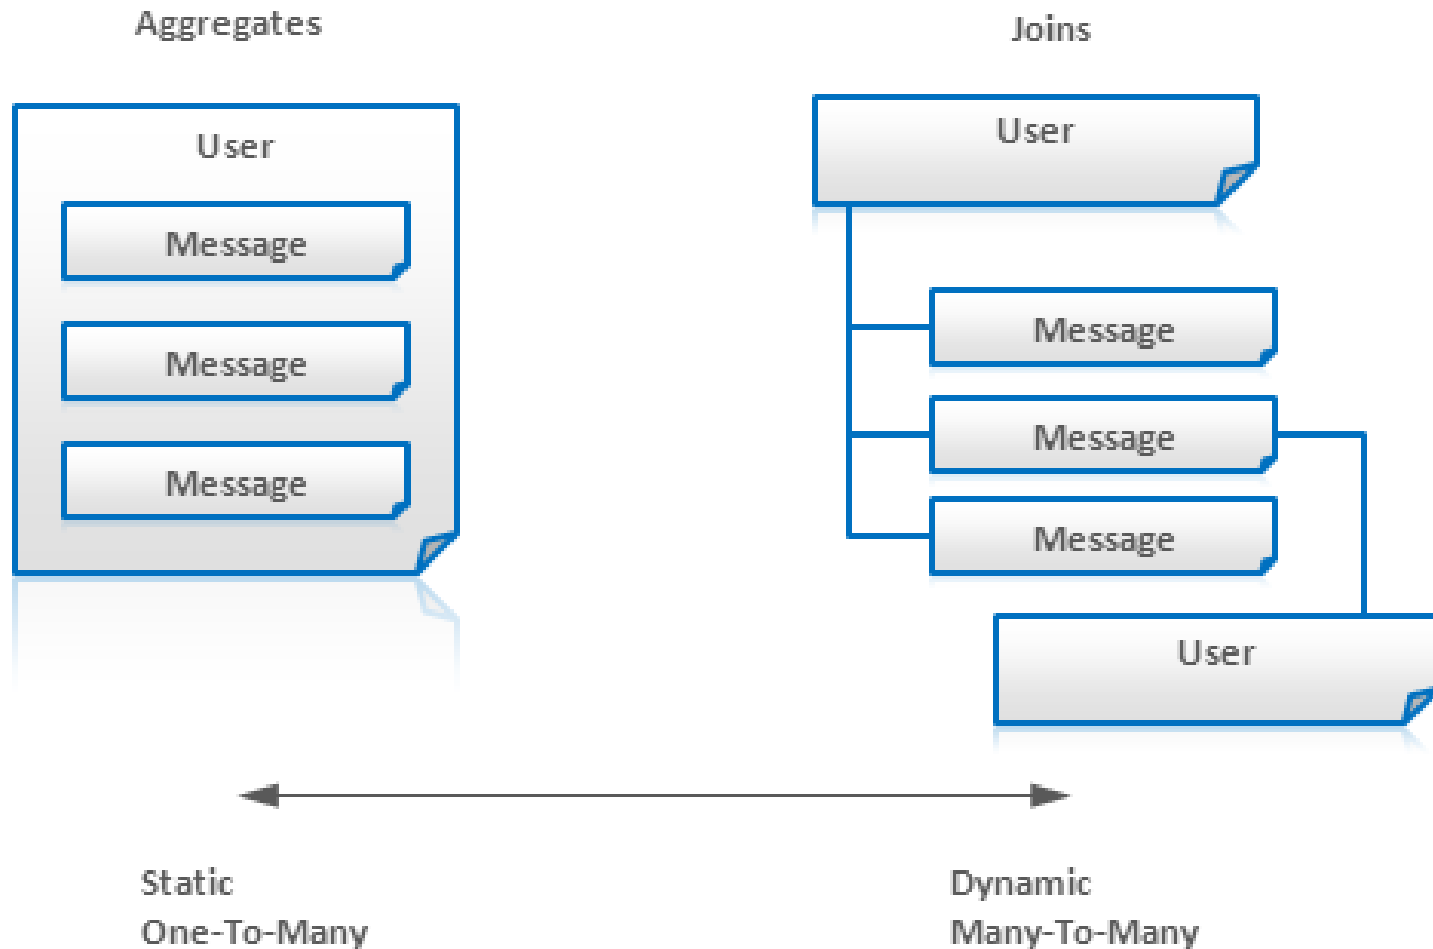 Aggregates
User
Message
Message
Message
Static
One-To-Many
Joins
User
Message
Message
Message
User
Dynamic
Many-To-Many